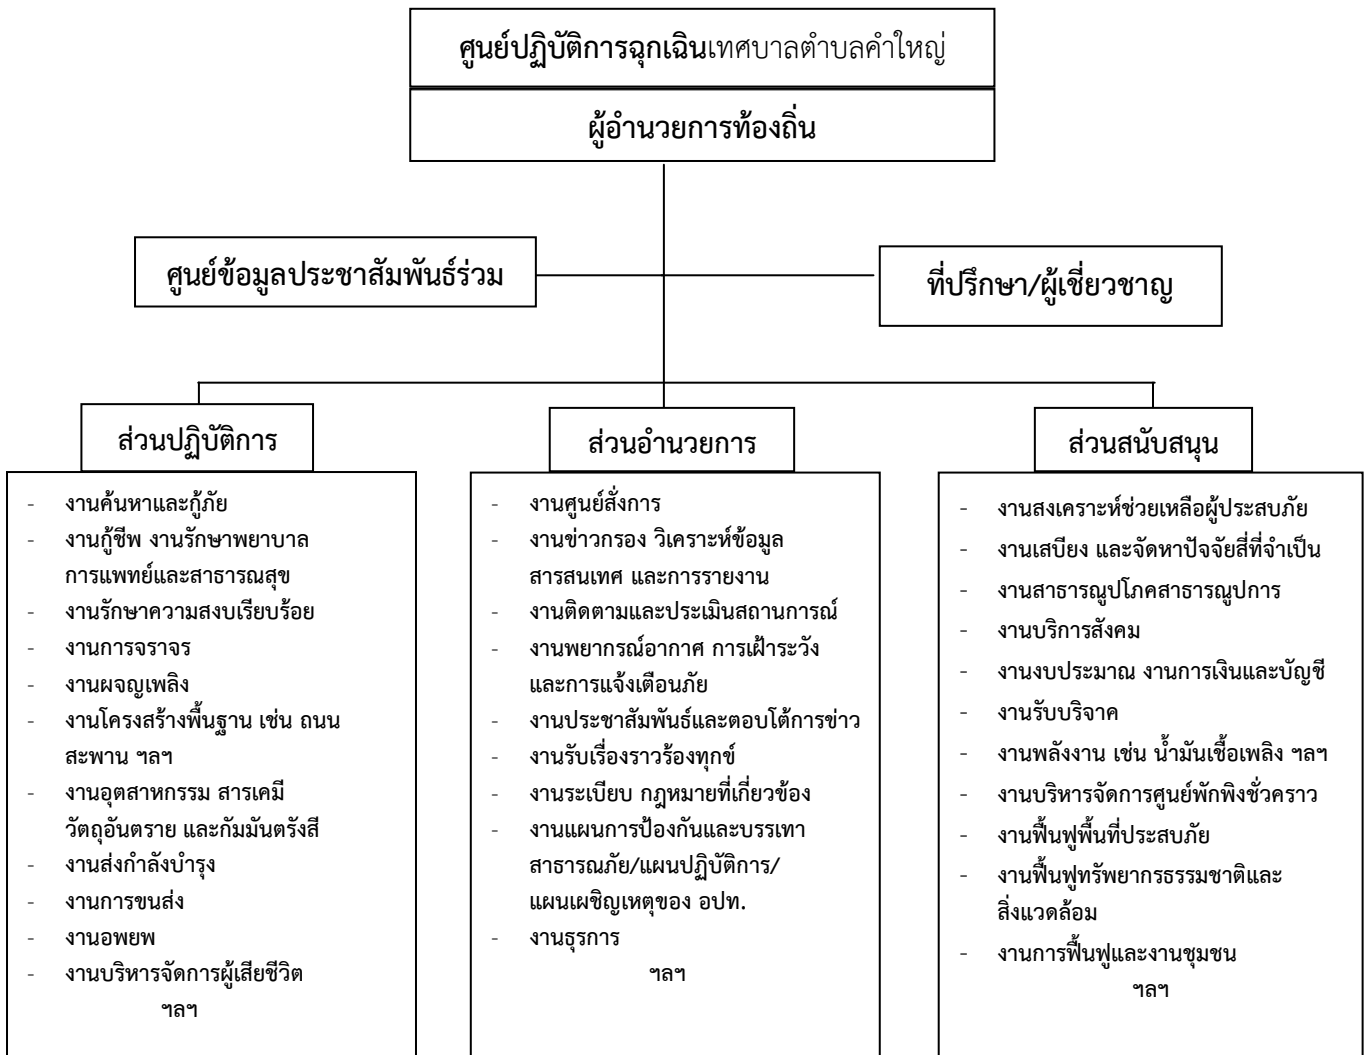 ศูนย์ปฏิบัติการฉุกเฉินเทศบาลตำบลคำใหญ่
ผู้อำนวยการท้องถิ่น
ศูนย์ข้อมูลประชาสัมพันธ์ร่วม
ที่ปรึกษา/ผู้เชี่ยวชาญ
ส่วนปฏิบัติการ
- งานค้นหาและกู้ภัย
- งานกู้ชีพ งานรักษาพยาบาล
การแพทย์และสาธารณสุข
- งานรักษาความสงบเรียบร้อย
- งานการจราจร
- งานผจญเพลิง
- งานโครงสร้างพื้นฐาน เช่น ถนน
สะพาน ฯลฯ
- งานอุตสาหกรรม สารเคมี
วัตถุอันตราย และกัมมันตรังสี
- งานส่งกำลังบำรุง
- งานการขนส่ง
- งานอพยพ
- งานบริหารจัดการผู้เสียชีวิต
ฯลฯ
ส่วนอำนวยการ
- งานศูนย์สั่งการ
- งานข่าวกรอง วิเคราะห์ข้อมูล
สารสนเทศ และการรายงาน
- งานติดตามและประเมินสถานการณ์
- งานพยากรณ์อากาศ การเฝ้าระวัง
และการแจ้งเตือนภัย
- งานประชาสัมพันธ์และตอบโต้การข่าว
- งานรับเรื่องราวร้องทุกข์
- งานระเบียบ กฎหมายที่เกี่ยวข้อง
- งานแผนการป้องกันและบรรเทา
สาธารณภัย/แผนปฏิบัติการ/
แผนเผชิญเหตุของ อปท.
- งานธุรการ
ฯลฯ
ส่วนสนับสนุน
- งานสงเคราะห์ช่วยเหลือผู้ประสบภัย
- งานเสบียง และจัดหาปัจจัยสี่ที่จำเป็น
- งานสาธารณูปโภคสาธารณูปการ
- งานบริการสังคม
- งานงบประมาณ งานการเงินและบัญชี
- งานรับบริจาค
- งานพลังงาน เช่น น้ำมันเชื้อเพลิง ฯลฯ
- งานบริหารจัดการศูนย์พักพิงชั่วคราว
- งานฟื้นฟูพื้นที่ประสบภัย
- งานฟื้นฟูทรัพยากรธรรมชาติและ
สิ่งแวดล้อม
- งานการฟื้นฟูและงานชุมชน
ฯลฯ